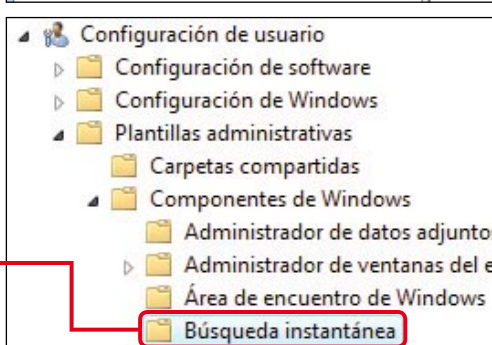 Configuración de usuario
Configuración de software
Configuración de Windows
Plantillas administrativas
Carpetas compartidas
Componentes de Windows
Administrador de datos adjuntos
Administrador de ventanas del e
Área de encuentro de Windows
Búsqueda instantánea